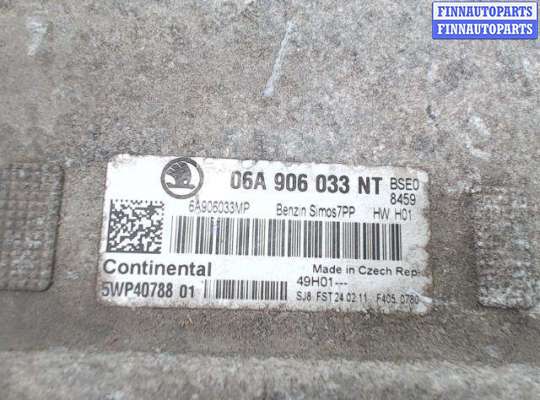 FINNAUTOPARTS
FINNAUTOPARTS
06A 906 033 NT BSE0
8459
6A906033MP Benzin Simos7PP HW H01
Continental Made in Czech Rep.
5WP40788 01 49H01---
SJ8 FST 24.02.11 F405 0780